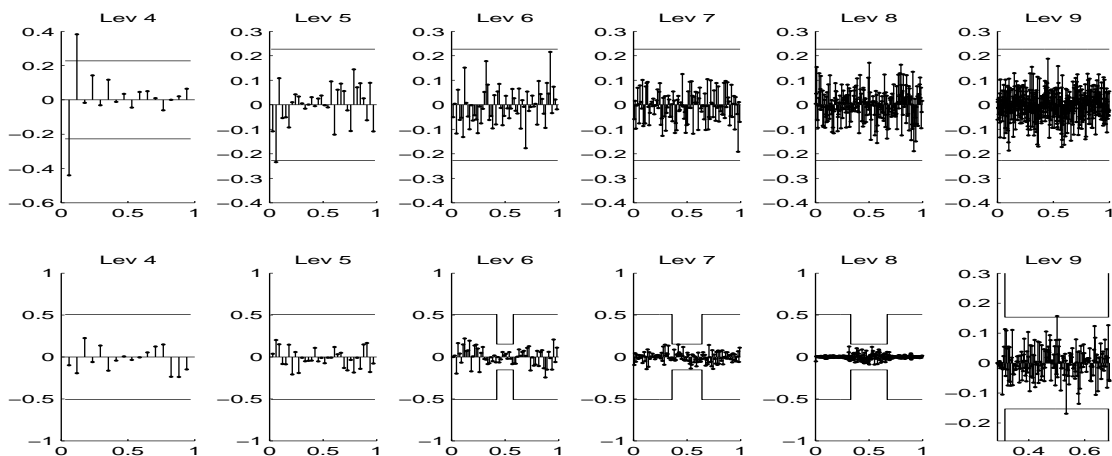 Lev 4 Lev 5 Lev 6 Lev 7 Lev 8 Lev 9
0.4 0.3 0.3 0.3 0.3 0.3
0.2 0.2 0.2 0.2 0.2
0.2 0.1 0.1 0.1 0.1 0.1
0 0 0 0 0 0
−0.1 −0.1 −0.1 −0.1 −0.1
−0.2 −0.2 −0.2 −0.2 −0.2 −0.2
−0.4 −0.3 −0.3 −0.3 −0.3 −0.3
−0.6 −0.4 −0.4 −0.4 −0.4 −0.4
0 0.5 1 0 0.5 1 0 0.5 1 0 0.5 1 0 0.5 1 0 0.5 1
Lev 4 Lev 5 Lev 6 Lev 7 Lev 8 Lev 9
1 1 1 1 1 0.3
0.2
0.5 0.5 0.5 0.5 0.5
0.1
0 0 0 0 0 0
−0.1
−0.5 −0.5 −0.5 −0.5 −0.5
−0.2
−1 −1 −1 −1 −1
0 0.5 1 0 0.5 1 0 0.5 1 0 0.5 1 0 0.5 1 0.4 0.6